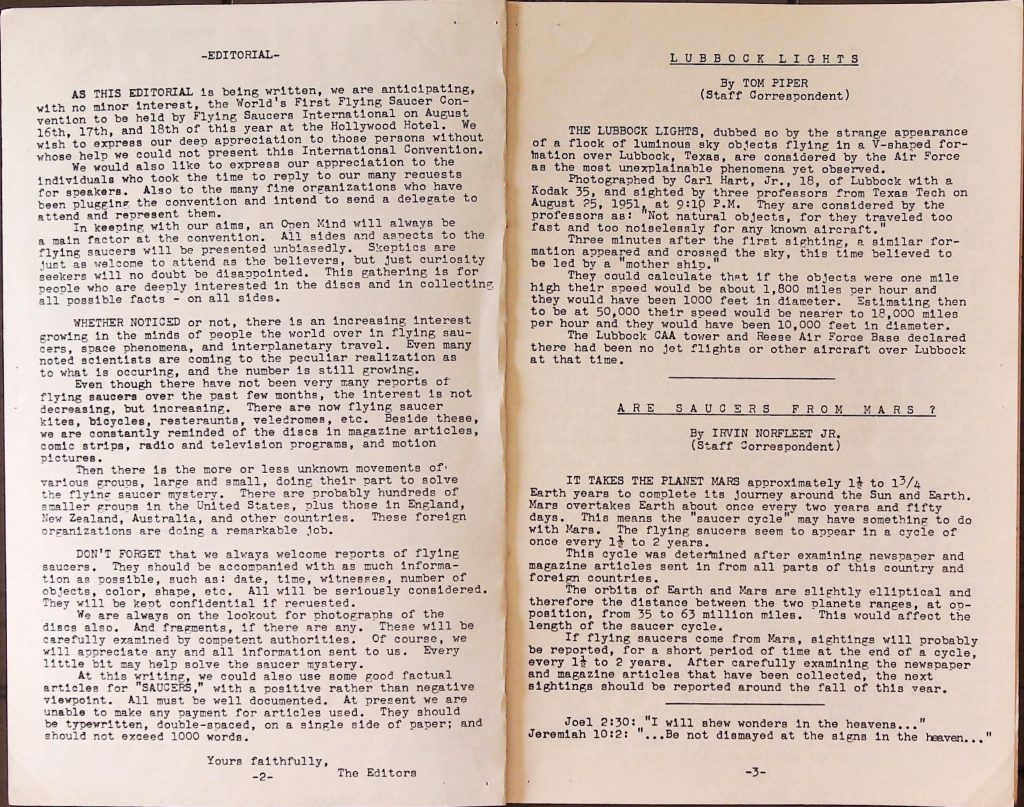 -EDITORIAL-
AS THIS EDITORIAL is being written, we are anticipating,
with no minor interest, the World's First Flying Saucer Con-
vention to be held by Flying Saucers International on August
16th, 17th, and 18th of this year at the Hollywood Hotel. We
wish to express our deep appreciation to those persons without
whose help we could not present this International Convention.
We would also like to express our appreciation to the
individuals who took the time to reply to our many requests
for speakers. Also to the many fine organizations who have
been plugging the convention and intend to send a delegate to
attend and represent them.
In keeping with our aims, an Open Mind will always be
a main factor at the convention. All sides and aspects to the
flying saucers will be presented unbiasedly. Skeptics are
just as welcome to attend as the believers, but just curiosity
seekers will no doubt be disappointed. This gathering is for
people who are deeply interested in the discs and in collecting
all possible facts - on all sides.
WHETHER NOTICED or not, there is an increasing interest
growing in the minds of people the world over in flying sau-
cers, space phenomena, and interplanetary travel. Even many
noted scientists are coming to the peculiar realization as
to what is occuring, and the number is still growing.
Even though there have not been very many reports of
flying saucers over the past few months, the interest is not
decreasing, but increasing. There are now flying saucer
kites, bicycles, resteraunts, veledromes, etc. Beside these,
we are constantly reminded of the discs in magazine articles,
comic strips, radio and television programs, and motion
pictures.
Then there is the more or less unknown movements of
various groups, large and small, doing their part to solve
the flying saucer mystery. There are probably hundreds of
smaller groups in the United States, plus those in England,
New Zealand, Australia, and other countries. These foreign
organizations are doing a remarkable job.
DON'T FORGET that we always welcome reports of flying
saucers. They should be accompanied with as much informa-
tion as possible, such as: date, time, witnesses, number of
objects, color, shape, etc. All will be seriously considered.
They will be kept confidential if requested.
We are always on the lookout for photographs of the
discs also. And fragments, if there are any. These will be
carefully examined by competent authorities. Of course, we
will appreciate any and all information sent to us. Every
little bit may help solve the saucer mystery.
At this writing, we could also use some good factual
articles for "SAUCERS," with a positive rather than negative
viewpoint. All must be well documented. At present we are
unable to make any payment for articles used. They should
be typewritten, double-spaced, on a single side of paper; and
should not exceed 1000 words.
Yours faithfully,
The Editors
-2-
LUBBOCK LIGHTS
By TOM PIPER
(Staff Correspondent)
THE LUBBOCK LIGHTS, dubbed so by the strange appearance
of a flock of luminous sky objects flying in a V-shaped for-
mation over Lubbock, Texas, are considered by the Air Force
as the most unexplainable phenomena yet observed.
Photographed by Carl Hart, Jr., 18, of Lubbock with a
Kodak 35, and sighted by three professors from Texas Tech on
August 25, 1951, at 9:10 P.M. They are considered by the
professors as: "Not natural objects, for they traveled too
fast and too noiselessly for any known aircraft."
Three minutes after the first sighting, a similar for-
mation appeared and crossed the sky, this time believed to
be led by a "mother ship."
They could calculate that if the objects were one mile
high their speed would be about 1,800 miles per hour and
they would have been 1000 feet in diameter. Estimating then
to be at 50,000 their speed would be nearer to 18,000 miles
per hour and they would have been 10,000 feet in diameter.
The Lubbock CAA tower and Reese Air Force Base declared
there had been no jet flights or other aircraft over Lubbock
at that time.
ARE SAUCERS FROM MARS ?
By IRVIN NORFLEET JR.
(Staff Correspondent)
IT TAKES THE PLANET MARS approximately 1½ to 1 3/4
Earth years to complete its journey around the Sun and Earth.
Mars overtakes Earth about once every two years and fifty
days. This means the "saucer cycle" may have something to do
with Mars. The flying saucers seem to appear in a cycle of
once every 1½ to 2 years.
This cycle was determined after examining newspaper and
magazine articles sent in from all parts of this country and
foreign countries.
The orbits of Earth and Mars are slightly elliptical and
therefore the distance between the two planets ranges, at op-
position, from 35 to 63 million miles. This would affect the
length of the saucer cycle.
If flying saucers come from Mars, sightings will probably
be reported, for a short period of time at the end of a cycle,
every 1½ to 2 years. After carefully examining the newspaper
and magazine articles that have been collected, the next
sightings should be reported around the fall of this year.
Joel 2:30: "I will shew wonders in the heavens..."
Jeremiah 10:2: "...Be not dismayed at the signs in the heaven..."
-3-